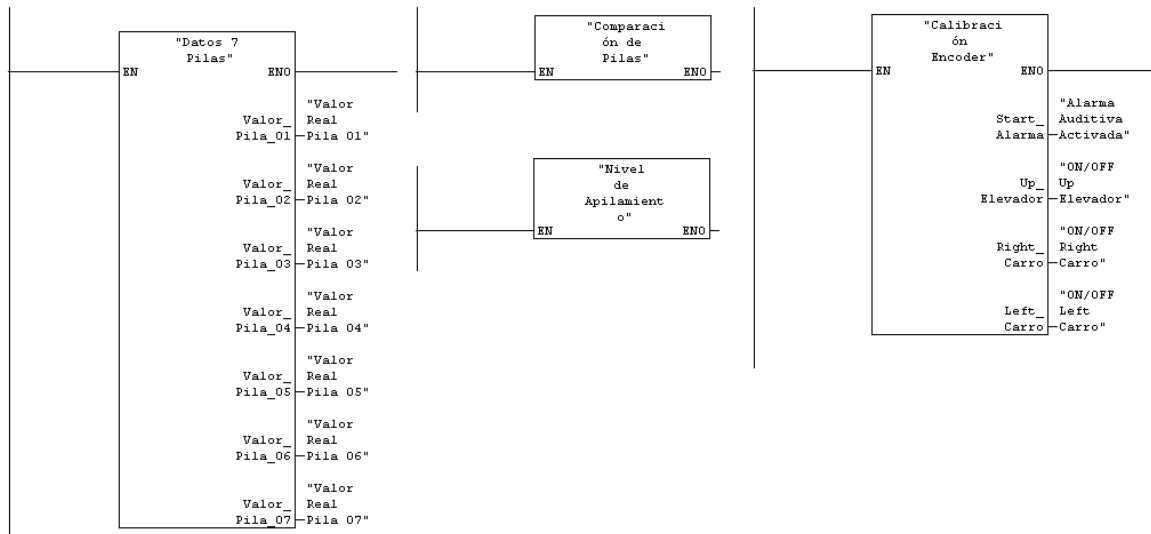 "Datos 7
Pilas"
EN ENO
"Valor
Valor_ Real
Pila_01 Pila 01"
"Valor
Valor_ Real
Pila_02 Pila 02"
"Valor
Valor_ Real
Pila_03 Pila 03"
"Valor
Valor_ Real
Pila_04 Pila 04"
"Valor
Valor_ Real
Pila_05 Pila 05"
"Valor
Valor_ Real
Pila_06 Pila 06"
"Valor
Valor_ Real
Pila_07 Pila 07"
"Comparaci
ón de
Pilas"
EN ENO
"Nivel
de
Apilamient
o"
EN ENO
"Calibraci
ón
Encoder"
EN ENO
"Alarma
Start_ Auditiva
Alarma Activada"
"ON/OFF
Up_ Up
Elevador Elevador"
"ON/OFF
Right_ Right
Carro Carro"
"ON/OFF
Left_ Left
Carro Carro"